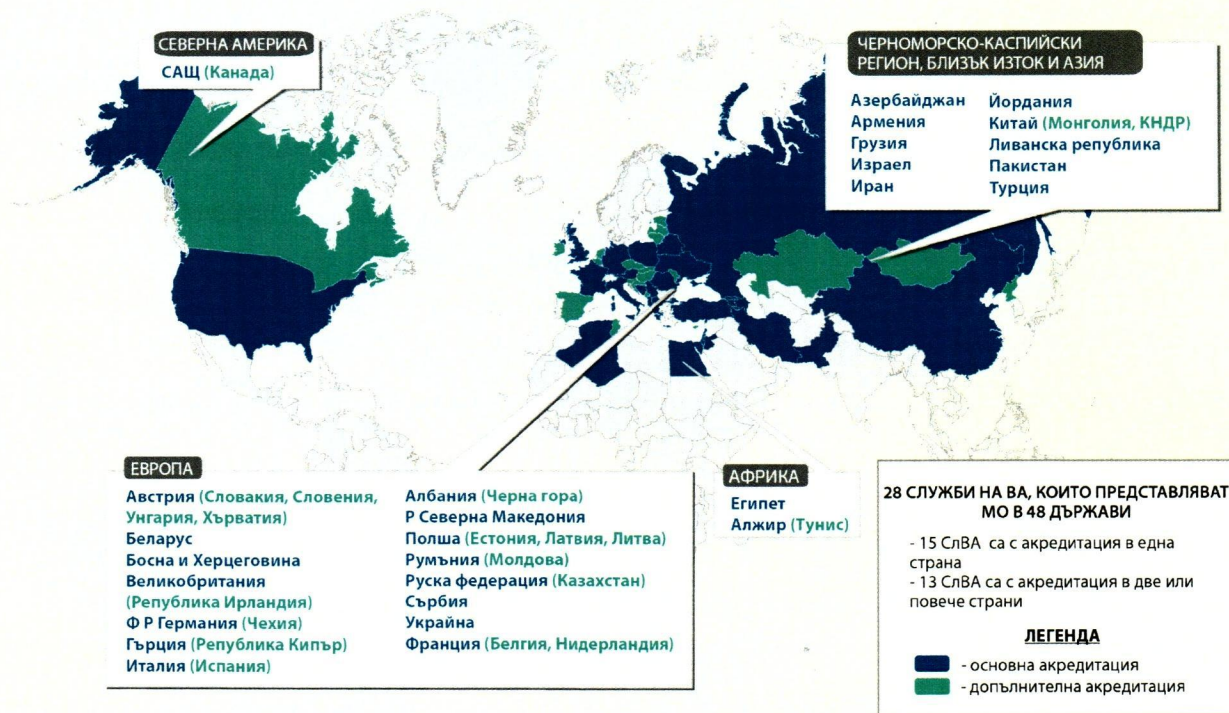 СЕВЕРНА АМЕРИКА
САЩ (Канада)
ЧЕРНОМОРСКО-КАСПИЙСКИ
РЕГИОН, БЛИЗЪК ИЗТОК И АЗИЯ
Азербайджан
Армения
Грузия
Израел
Иран
Йордания
Китай (Монголия, КНДР)
Ливанска република
Пакистан
Турция
ЕВРОПА
Австрия (Словакия, Словения,
Унгария, Хърватия)
Беларус
Босна и Херцеговина
Великобритания
(Република Ирландия)
Ф Р Германия (Чехия)
Гърция (Република Кипър)
Италия (Испания)
Албания (Черна гора)
Р Северна Македония
Полша (Естония, Латвия, Литва)
Румъния (Молдова)
Руска федерация (Казахстан)
Сърбия
Украйна
Франция (Белгия, Нидерландия)
АФРИКА
Египет
Алжир (Тунис)
28 СЛУЖБИ НА ВА, КОИТО ПРЕДСТАВЛЯВАТ
МО В 48 ДЪРЖАВИ
- 15 СлВА са с акредитация в една
страна
- 13 СлВА са с акредитация в две или
повече страни
ЛЕГЕНДА
- основна акредитация
- допълнителна акредитация